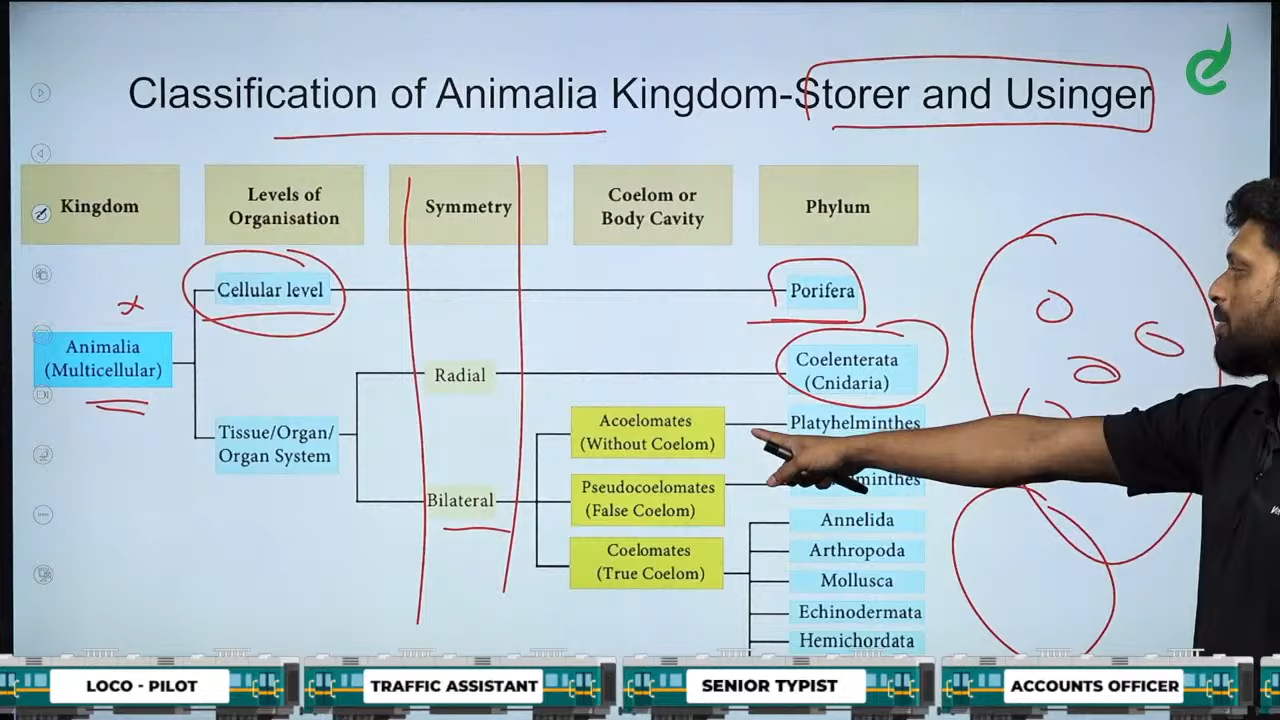 Classification of Animalia Kingdom-Storer and Usinger
Kingdom
Levels of
Organisation
Symmetry
Coelom or
Body Cavity
Phylum
Cellular level
Porifera
Animalia
(Multicellular)
Radial
Coelenterata
(Cnidaria)
Tissue/Organ/
Organ System
Acoelomates
(Without Coelom)
Platyhelminthes
Bilateral
Pseudocoelomates
(False Coelom)
Coelomates
(True Coelom)
Annelida
Arthropoda
Mollusca
Echinodermata
Hemichordata
LOCO - PILOT
TRAFFIC ASSISTANT
SENIOR TYPIST
ACCOUNTS OFFICER